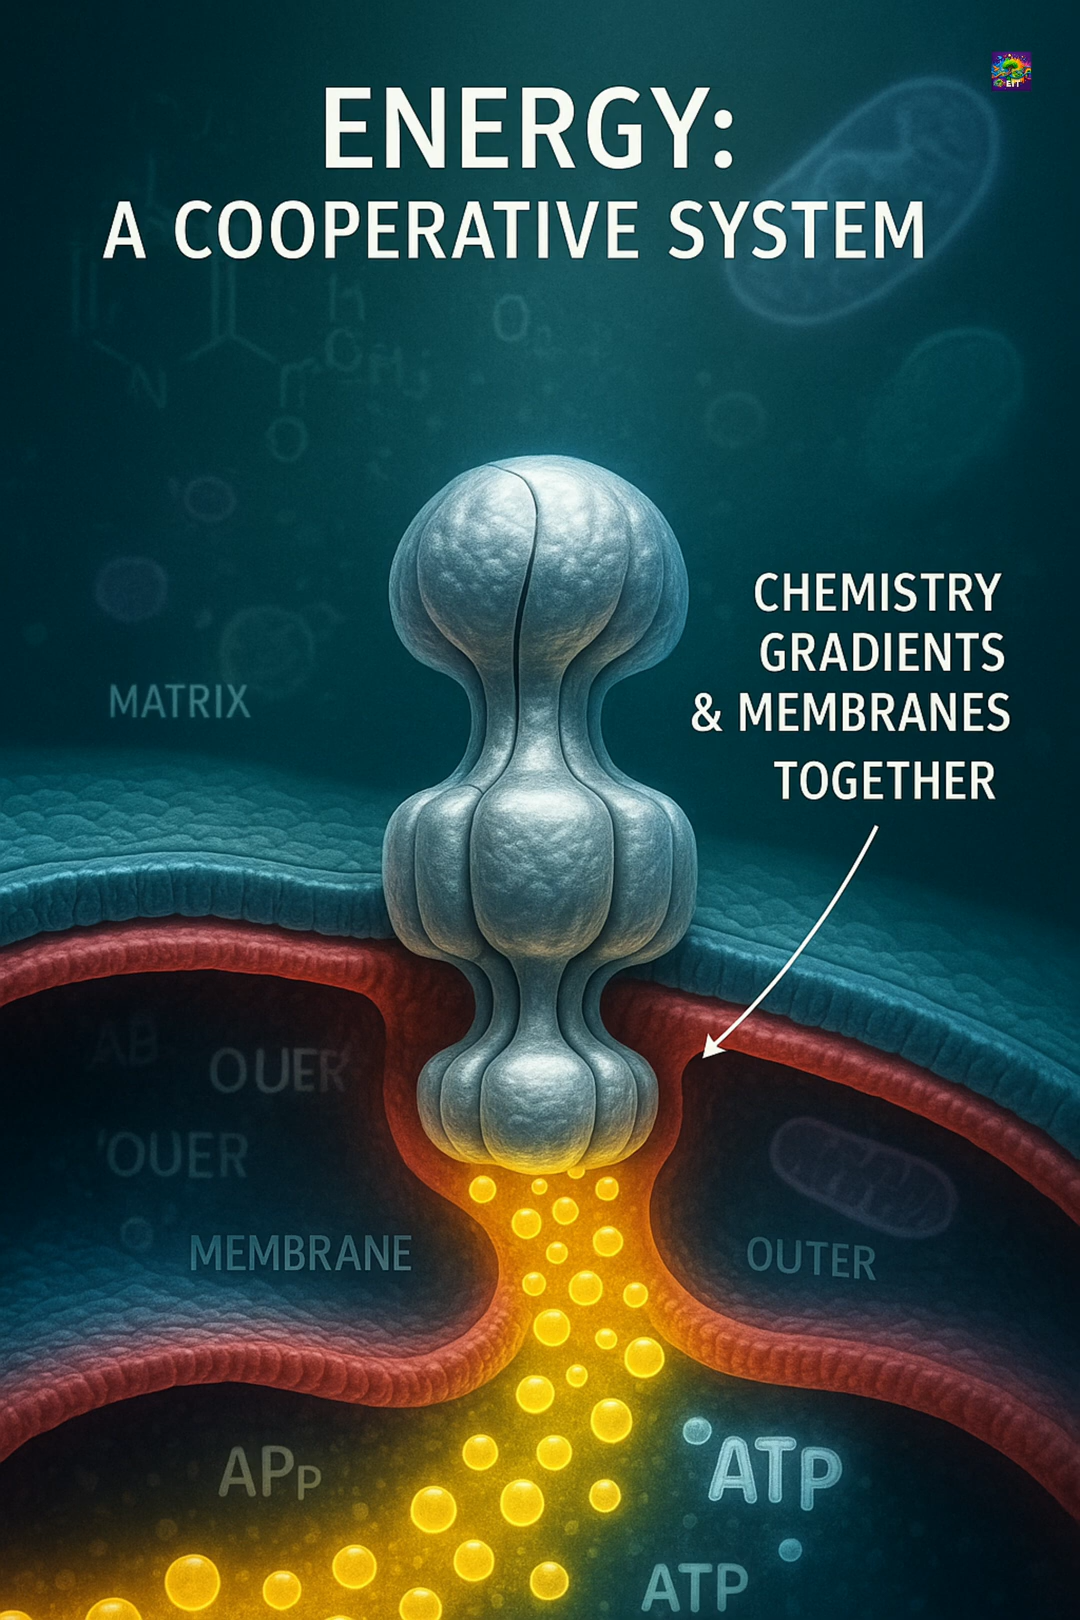 ENERGY:
A COOPERATIVE SYSTEM
O
N
O
CHEMISTRY
GRADIENTS
& MEMBRANES
TOGETHER
MATRIX
AB
OUER
'OUER
MEMBRANE
OUTER
APP
ATP
ATP